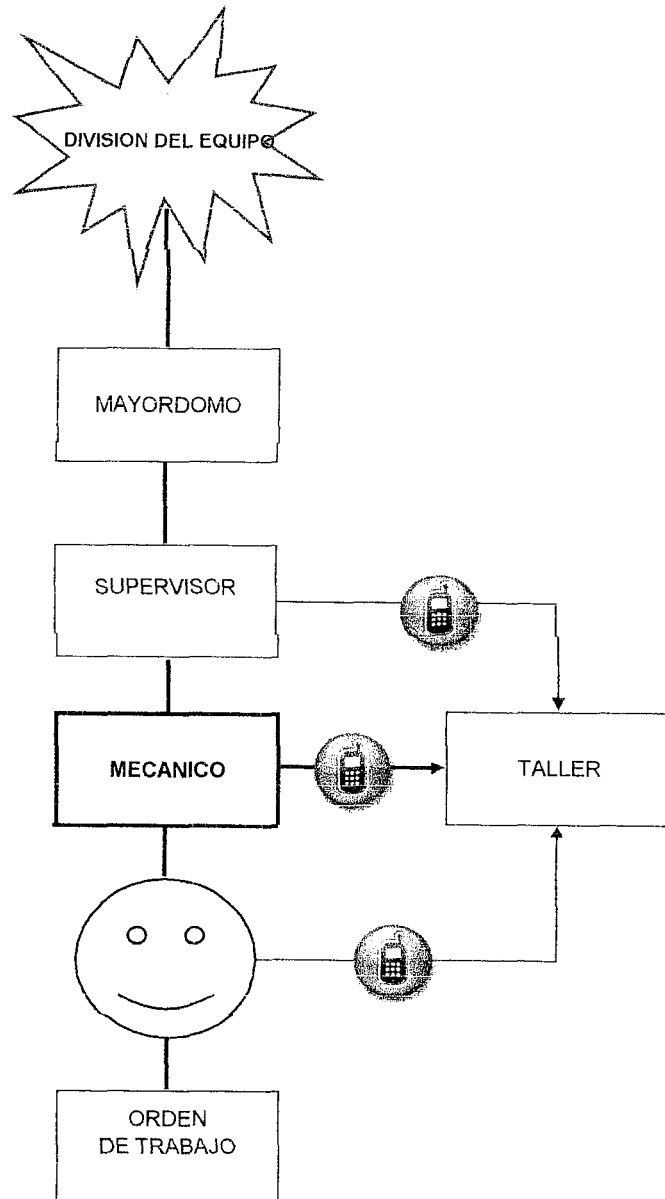 DIVISION DEL EQUIPO
MAYORDOMO
SUPERVISOR
MECANICO
TALLER
ORDEN
DE TRABAJO